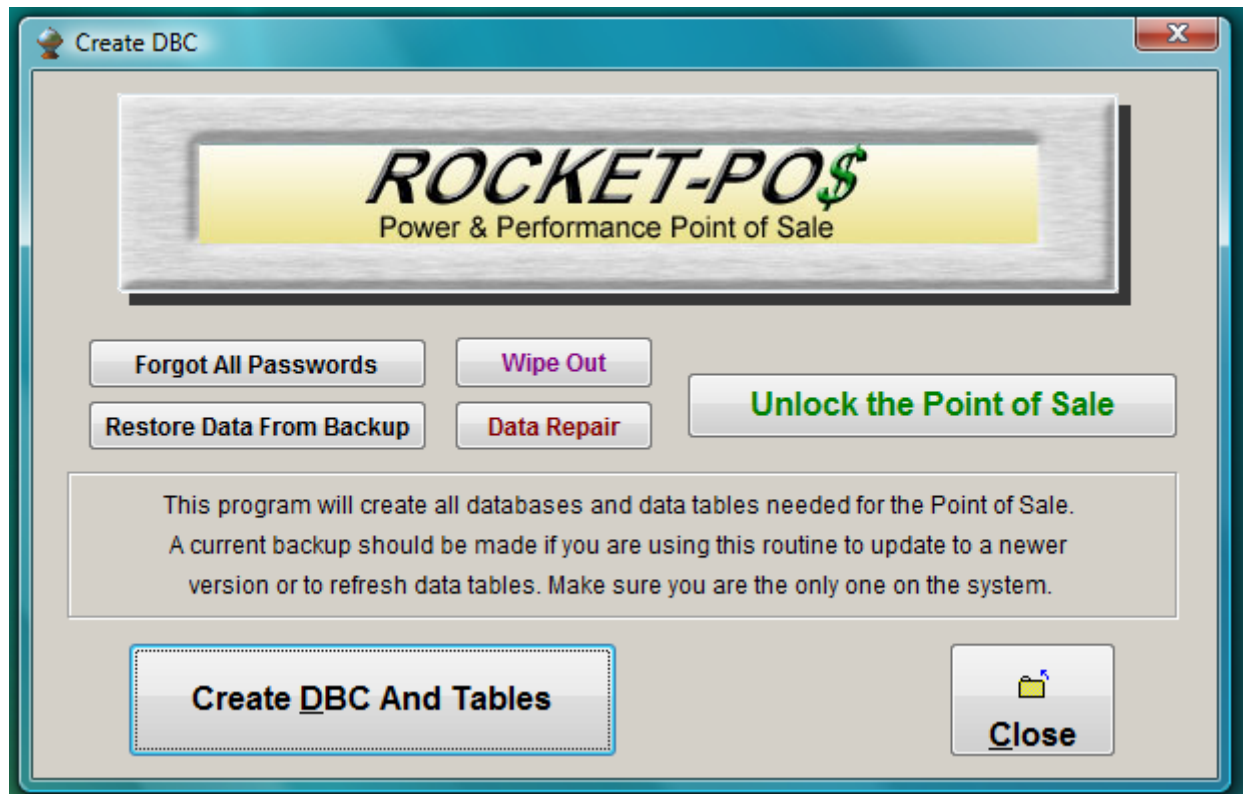 Create DBC
ROCKET-PO$
Power & Performance Point of Sale
Forgot All Passwords
Wipe Out
Unlock the Point of Sale
Restore Data From Backup
Data Repair
This program will create all databases and data tables needed for the Point of Sale.
A current backup should be made if you are using this routine to update to a newer
version or to refresh data tables. Make sure you are the only one on the system.
Create DBC And Tables
Close